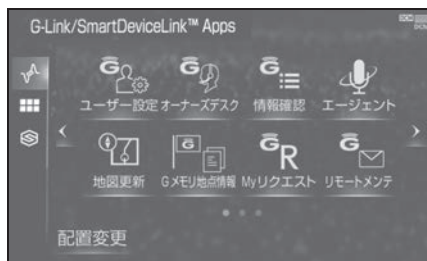 G-Link/SmartDeviceLink™ Apps
DCM
ユーザー設定 オーナーズデスク 情報確認 エージェント
地図更新 Gメモリ地点情報 Myリクエスト リモートメンテ
配置変更